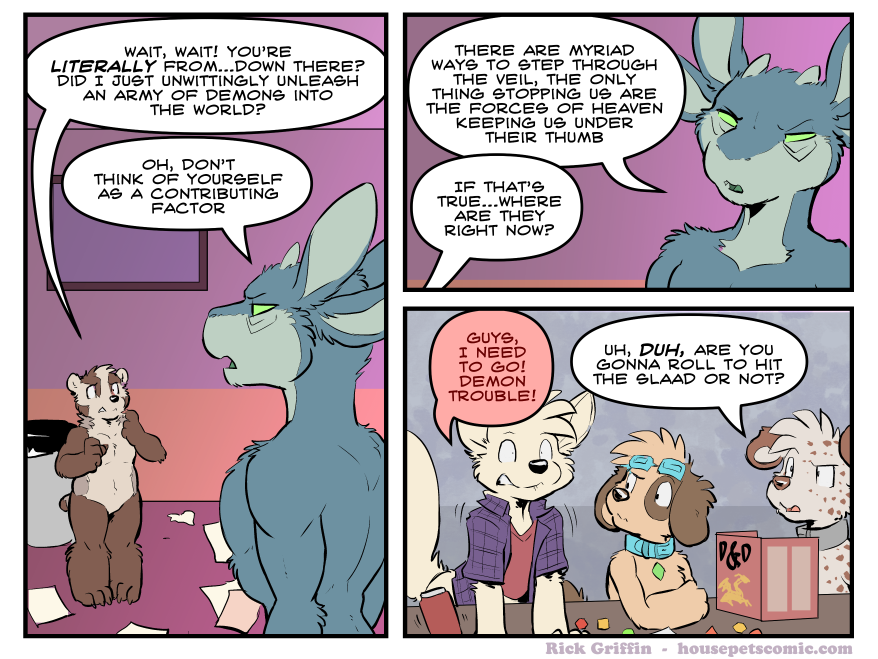 WAIT, WAIT! YOU'RE
LITERALLY FROM...DOWN THERE?
DID I JUST UNWITTINGLY UNLEASH
AN ARMY OF DEMONS INTO
THE WORLD?
OH, DON'T
THINK OF YOURSELF
AS A CONTRIBUTING
FACTOR
THERE ARE MYRIAD
WAYS TO STEP THROUGH
THE VEIL, THE ONLY
THING STOPPING US ARE
THE FORCES OF HEAVEN
KEEPING US UNDER
THEIR THUMB
IF THAT'S
TRUE...WHERE
ARE THEY
RIGHT NOW?
GUYS,
I NEED
TO GO!
DEMON
TROUBLE!
UH, DUH, ARE YOU
GONNA ROLL TO HIT
THE SLAAD OR NOT?
D&D
Rick Griffin - housepetscomic.com